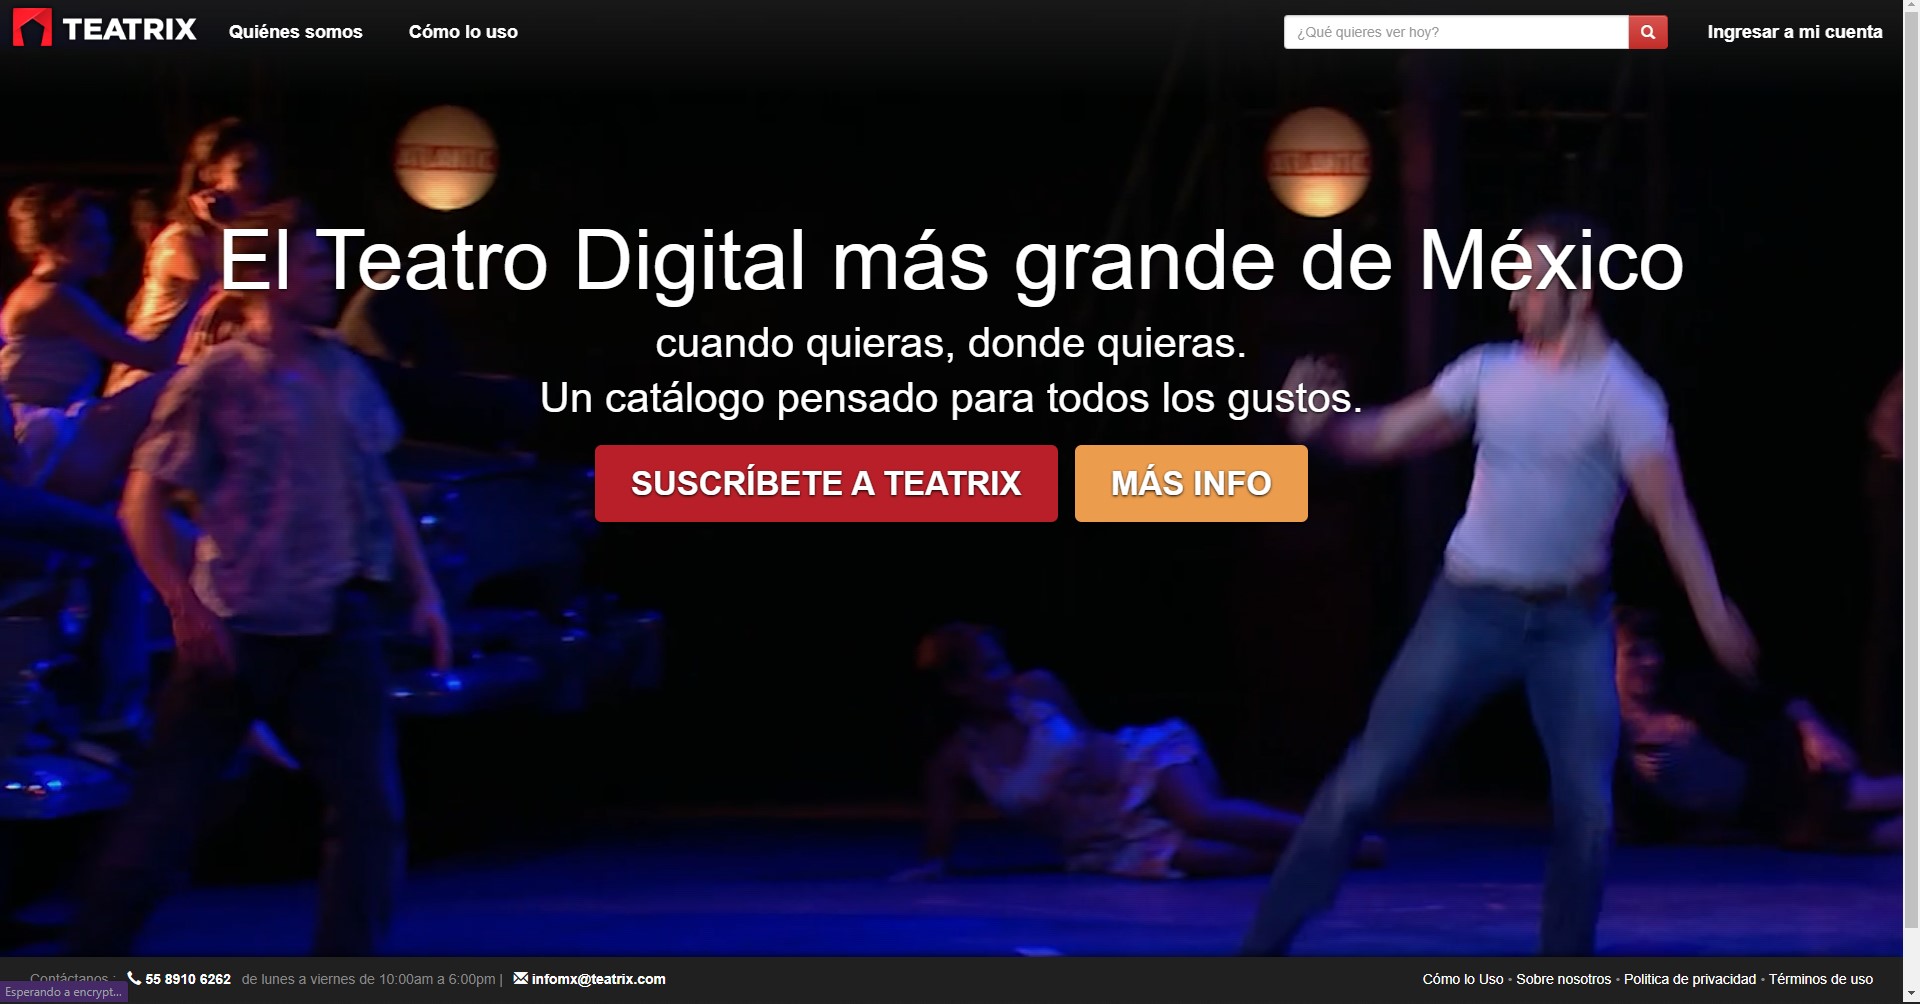 TEATRIX
Quiénes somos
Cómo lo uso
¿Qué quieres ver hoy?
Ingresar a mi cuenta
ATLANTIC
ATLANTIC
El Teatro Digital más grande de México
cuando quieras, donde quieras.
Un catálogo pensado para todos los gustos.
SUSCRÍBETE A TEATRIX
MÁS INFO
Contáctanos : 55 8910 6262 de lunes a viernes de 10:00am a 6:00pm | infomx@teatrix.com
Cómo lo Uso • Sobre nosotros • Politica de privacidad • Términos de uso
Esperando a encrypt...